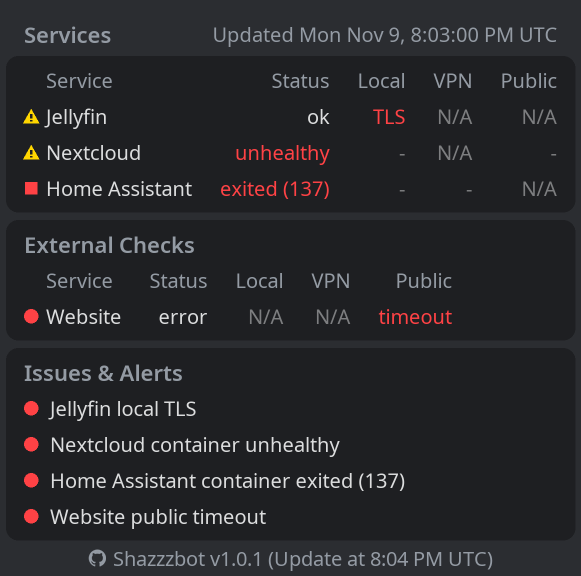 Services Updated Mon Nov 9, 8:03:00 PM UTC
Service Status Local VPN Public
Jellyfin ok TLS N/A N/A
Nextcloud unhealthy - N/A -
Home Assistant exited (137) - - N/A
External Checks
Service Status Local VPN Public
Website error N/A N/A timeout
Issues & Alerts
Jellyfin local TLS
Nextcloud container unhealthy
Home Assistant container exited (137)
Website public timeout
Shazzzbot v1.0.1 (Update at 8:04 PM UTC)